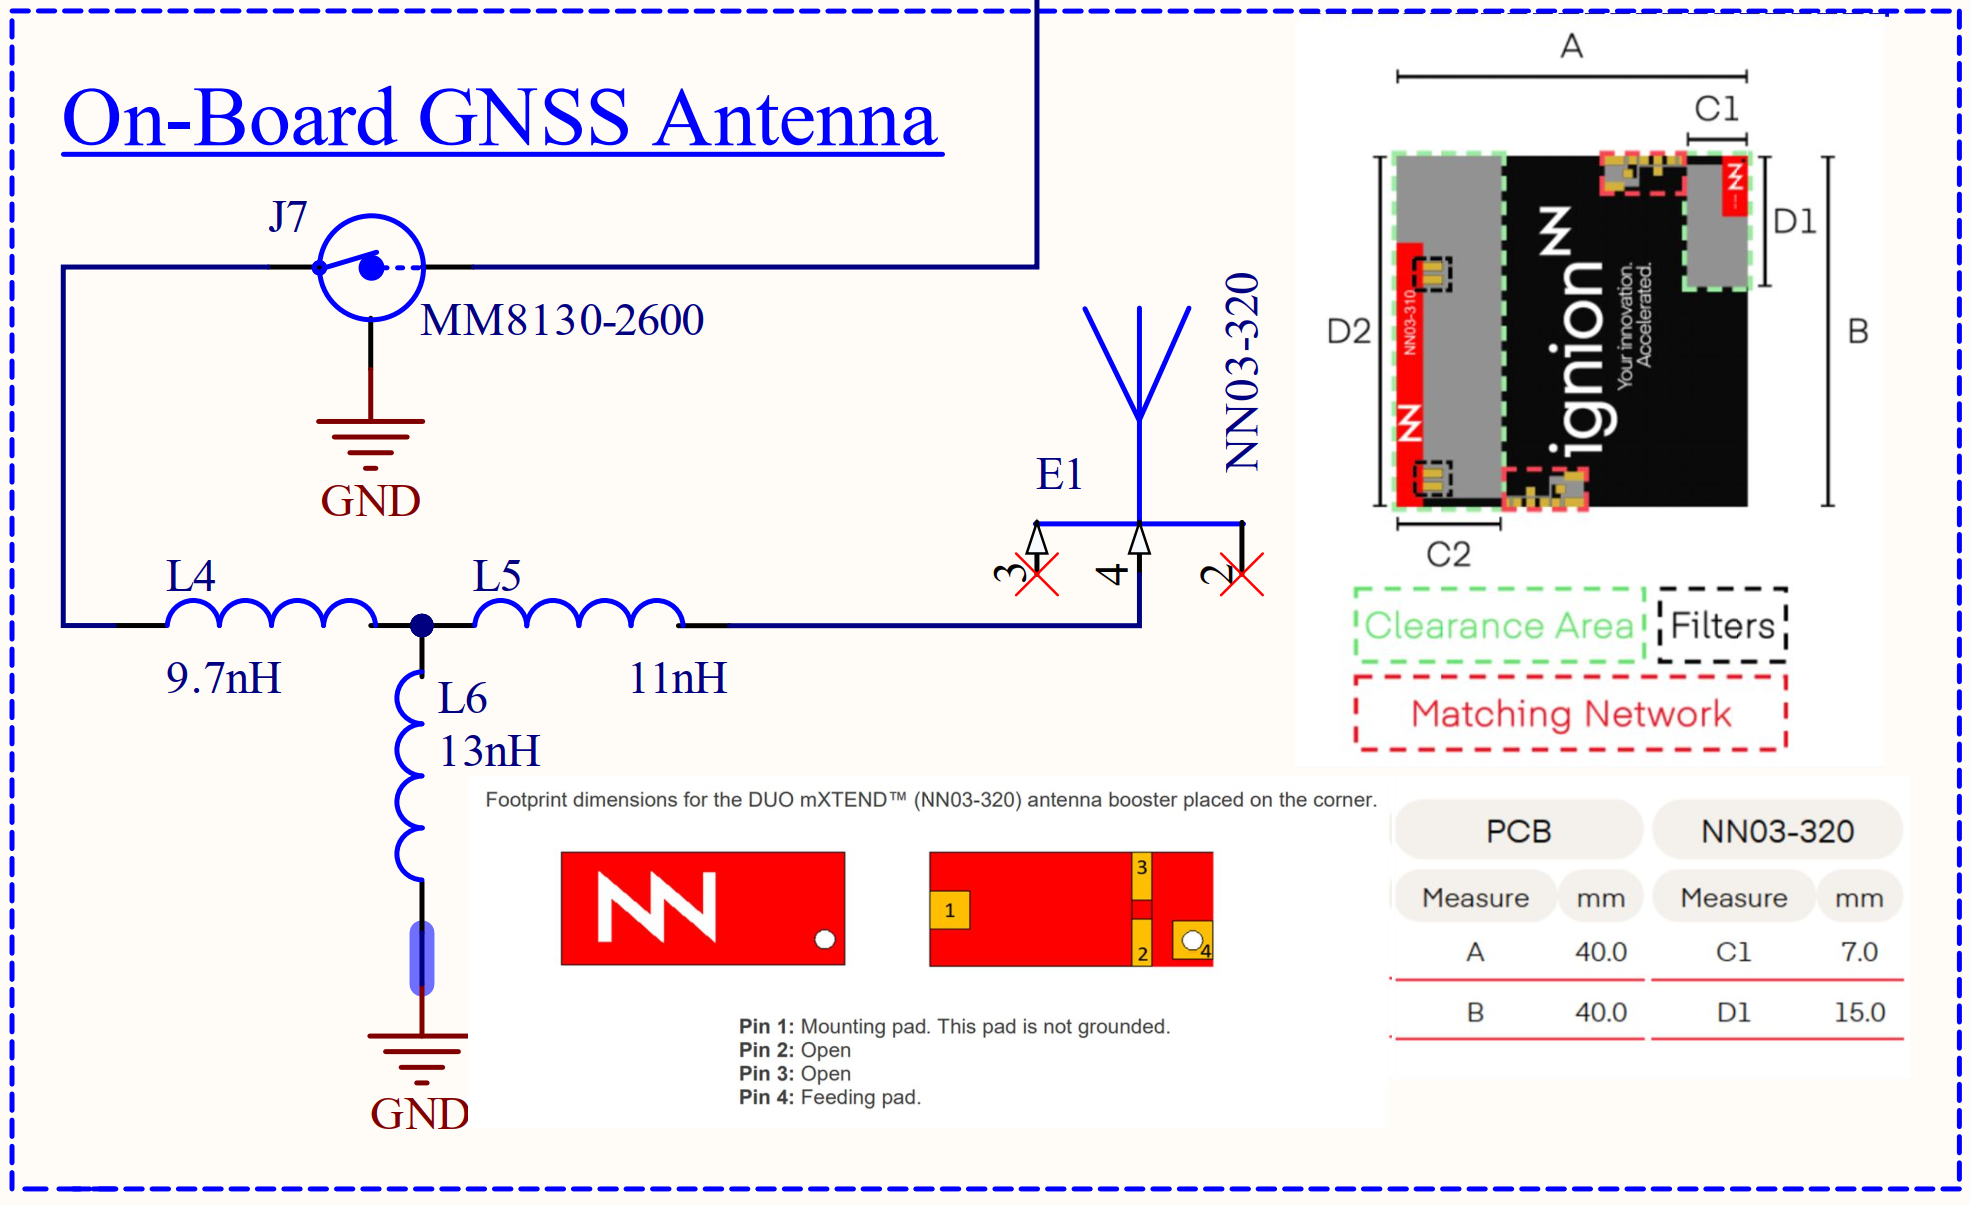 On-Board GNSS Antenna
J7
MM8130-2600
GND
L4
9.7nH
L5
11nH
L6
13nH
GND
E1
NN03-320
3
4
2
A
C1
D1
B
D2
C2
NN03-310
ignion
Your innovation.
Accelerated.
Clearance Area
Filters
Matching Network
Footprint dimensions for the DUO mXTEND™ (NN03-320) antenna booster placed on the corner.
1
3
2
4
Pin 1: Mounting pad. This pad is not grounded.
Pin 2: Open
Pin 3: Open
Pin 4: Feeding pad.
PCB NN03-320
Measure mm Measure mm
A 40.0 C1 7.0
B 40.0 D1 15.0